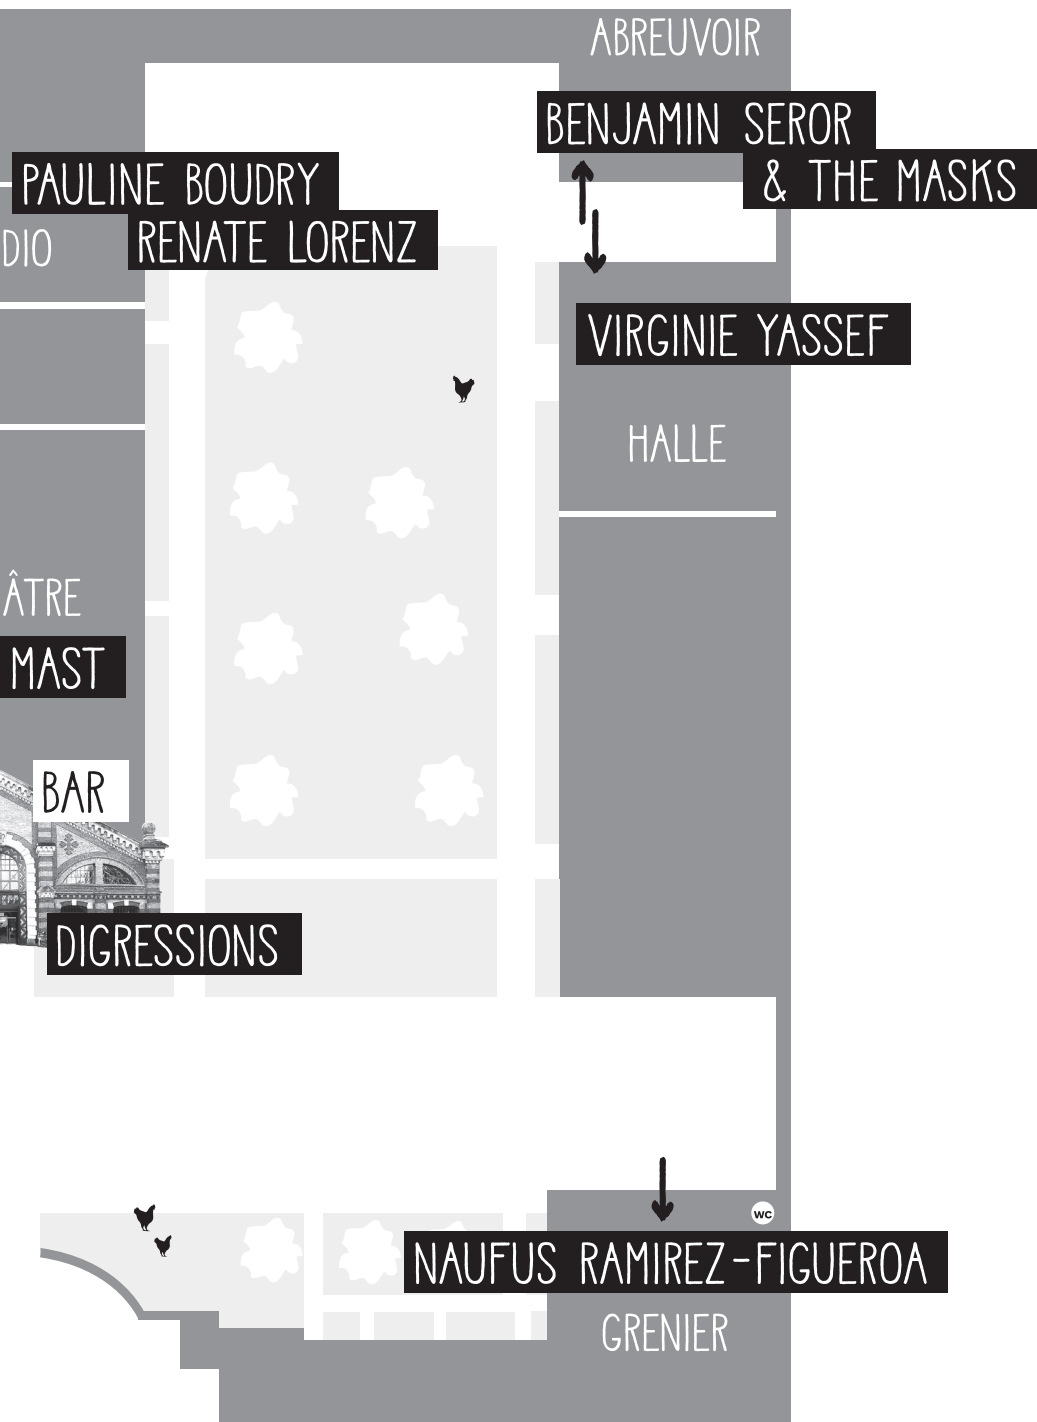 ABREUVOIR
BENJAMIN SEROR
& THE MASKS
PAULINE BOUDRY
RENATE LORENZ
DIO
VIRGINIE YASSEF
HALLE
ÂTRE
MAST
BAR
DIGRESSIONS
WC
NAUFUS RAMIREZ-FIGUEROA
GRENIER